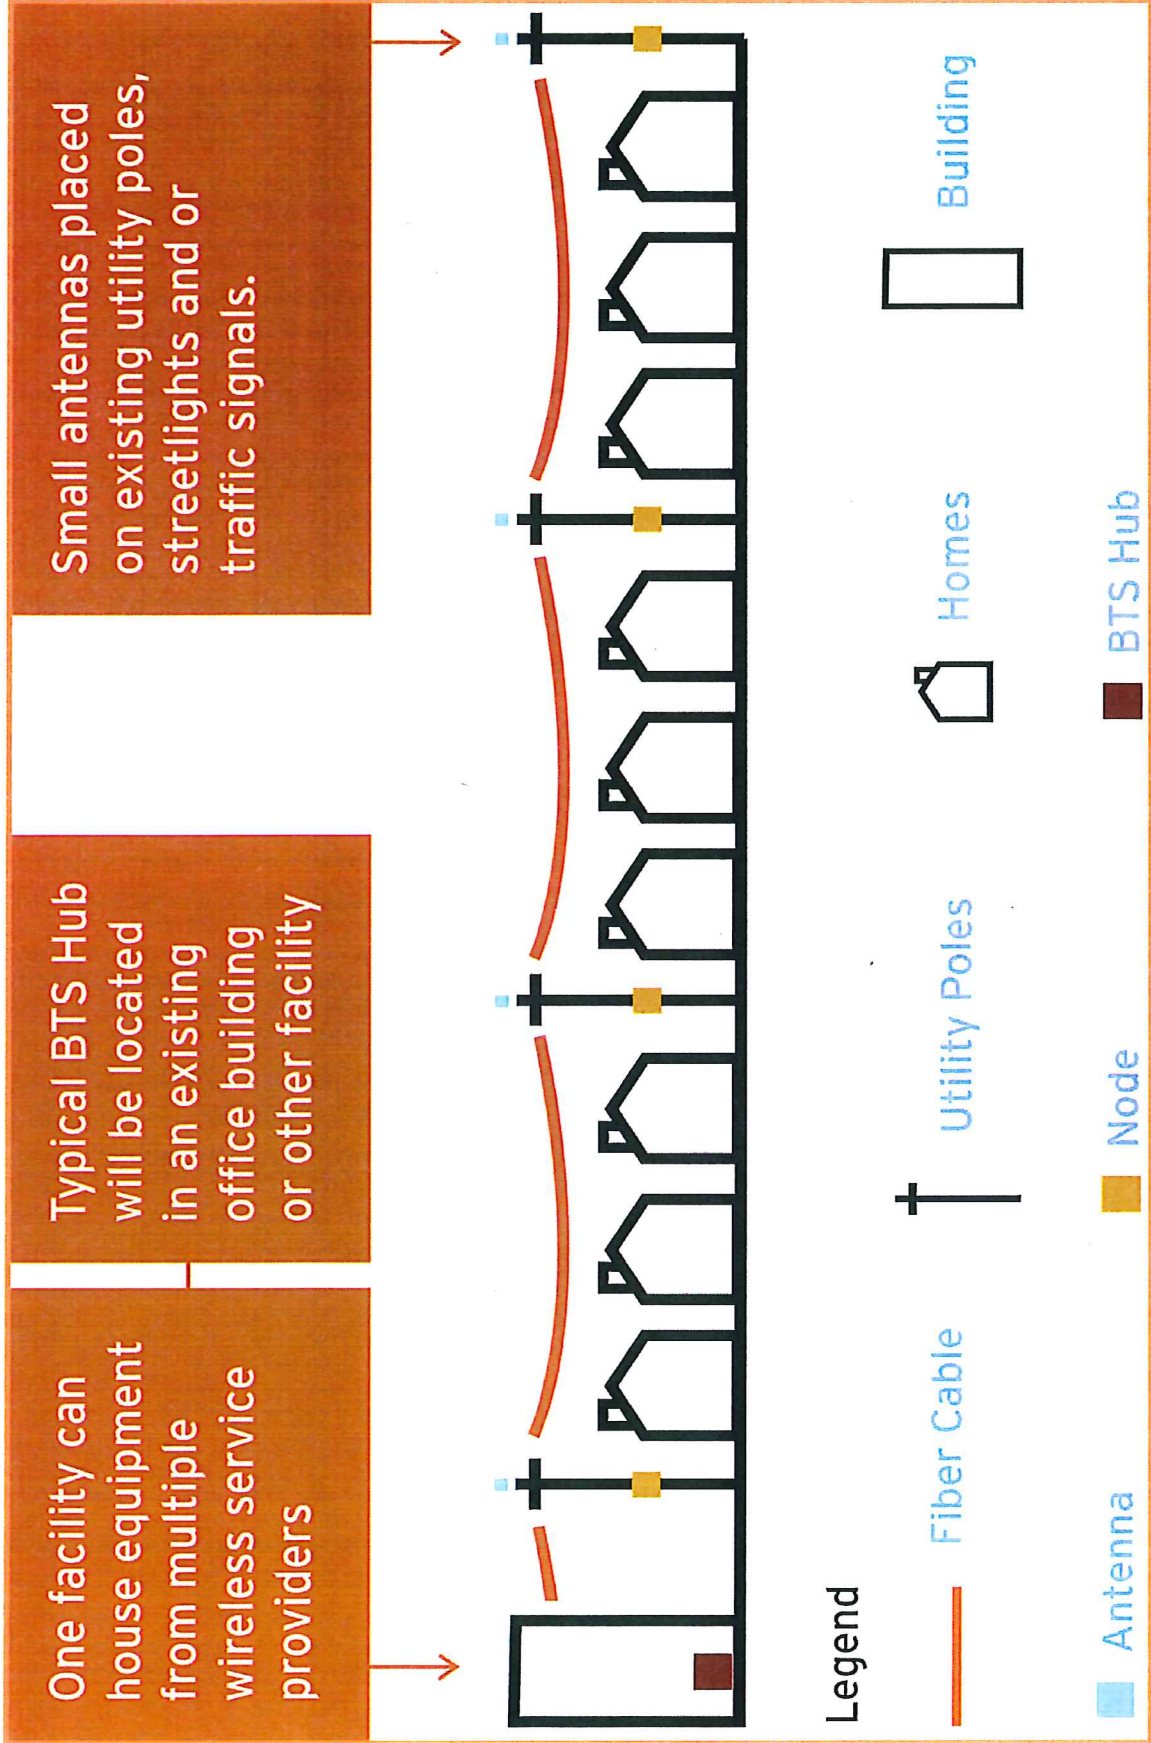 One facility can
house equipment
from multiple
wireless service
providers
Typical BTS Hub
will be located
in an existing
office building
or other facility
Small antennas placed
on existing utility poles,
streetlights and or
traffic signals.
Legend
Fiber Cable
Utility Poles
Homes
Building
Antenna
Node
BTS Hub